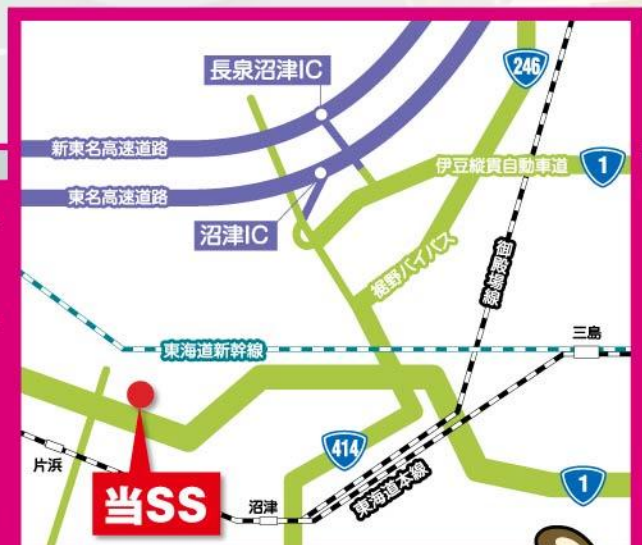 長泉沼津IC
246
新東名高速道路
伊豆縦貫自動車道
1
東名高速道路
沼津IC
裾野バイパス
御殿場線
三島
東海道新幹線
414
片浜
当SS
沼津
東海道本線
1